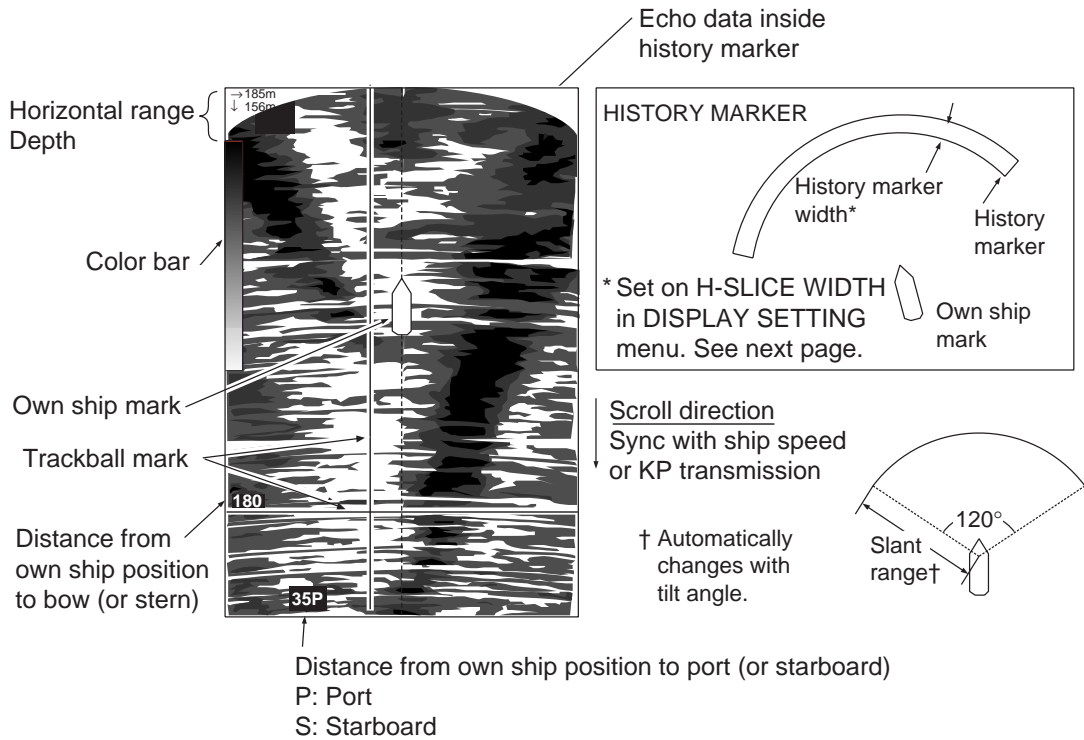 Echo data inside
history marker
→185m
↓ 156m
Horizontal range
Depth
HISTORY MARKER
History marker
width*
History
marker
Color bar
* Set on H-SLICE WIDTH
in DISPLAY SETTING
menu. See next page.
Own ship
mark
Own ship mark
Scroll direction
Sync with ship speed
or KP transmission
Trackball mark
180
120°
Distance from
own ship position
to bow (or stern)
† Automatically
changes with
tilt angle.
Slant
range†
35P
Distance from own ship position to port (or starboard)
P: Port
S: Starboard